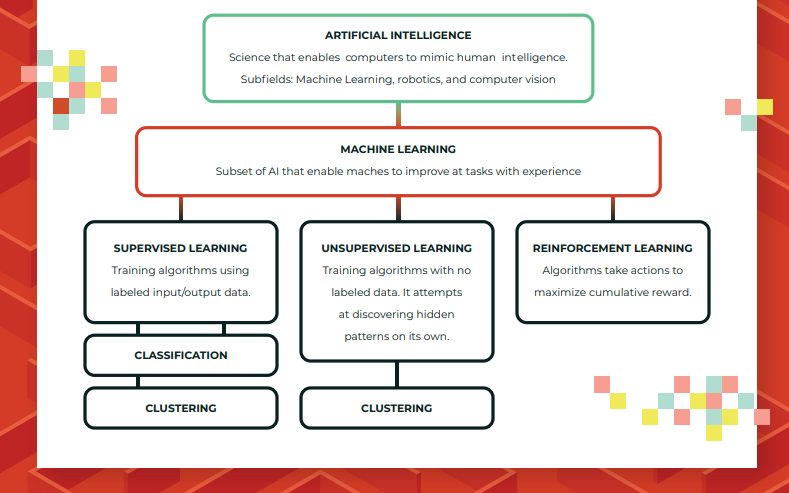 ARTIFICIAL INTELLIGENCE
Science that enables computers to mimic human intelligence.
Subfields: Machine Learning, robotics, and computer vision
MACHINE LEARNING
Subset of AI that enable maches to improve at tasks with experience
SUPERVISED LEARNING
Training algorithms using
labeled input/output data.
UNSUPERVISED LEARNING
Training algorithms with no
labeled data. It attempts
at discovering hidden
patterns on its own.
REINFORCEMENT LEARNING
Algorithms take actions to
maximize cumulative reward.
CLASSIFICATION
CLUSTERING
CLUSTERING